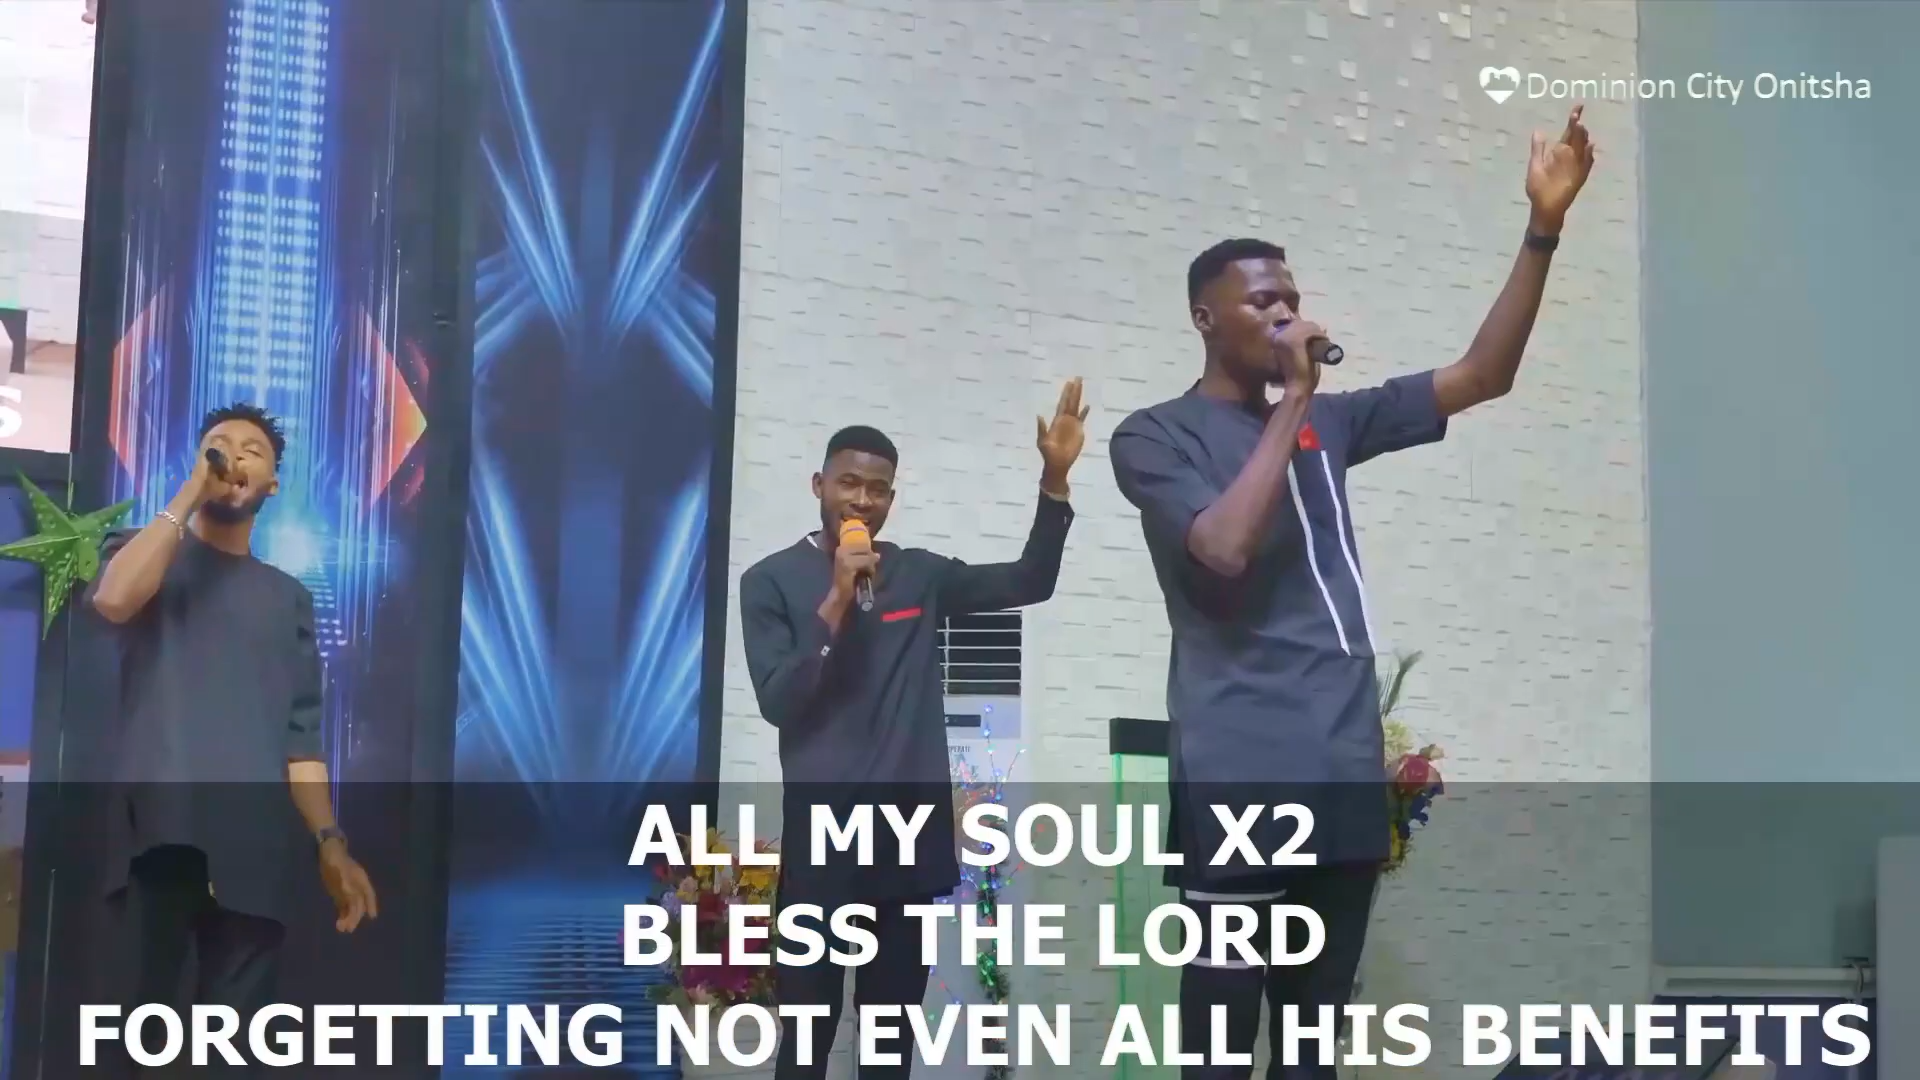 Dominion City Onitsha
S
ALL MY SOUL X2
BLESS THE LORD
FORGETTING NOT EVEN ALL HIS BENEFITS